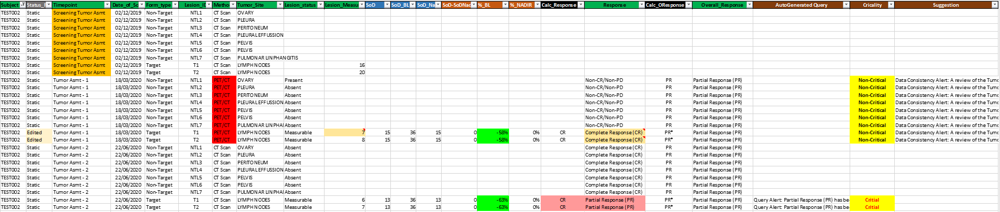 Subject Status_ Timepoint Date_of_Sc Form_type Lesion_ID Metho Tumor_Site Lesion_status Lesion_Measu SoD SoD_BL SoD_Na SoD-SoDNad %_BL %_NADIR Calc_Response Response Calc_OResponse Overall_Response AutoGenerated Query Cricality Suggestion
TEST002 Static Screening Tumor Asmt 02/12/2019 Non-Target NTL1 CT Scan OVARY
TEST002 Static Screening Tumor Asmt 02/12/2019 Non-Target NTL2 CT Scan PLEURA
TEST002 Static Screening Tumor Asmt 02/12/2019 Non-Target NTL3 CT Scan PERITONEUM
TEST002 Static Screening Tumor Asmt 02/12/2019 Non-Target NTL4 CT Scan PLEURAL EFFUSSION
TEST002 Static Screening Tumor Asmt 02/12/2019 Non-Target NTL5 CT Scan PELVIS
TEST002 Static Screening Tumor Asmt 02/12/2019 Non-Target NTL6 CT Scan PELVIS
TEST002 Static Screening Tumor Asmt 02/12/2019 Non-Target NTL7 CT Scan PULMONAR LINPHANGITIS
TEST002 Static Screening Tumor Asmt 02/12/2019 Target T1 CT Scan LYMPH NODES 16
TEST002 Static Screening Tumor Asmt 02/12/2019 Target T2 CT Scan LYMPH NODES 20
TEST002 Static Tumor Asmt - 1 18/03/2020 Non-Target NTL1 PET/CT OVARY Present Non-CR/Non-PD PR Partial Response (PR) Non-Critical Data Consistency Alert: A review of the Tumo
TEST002 Static Tumor Asmt - 1 18/03/2020 Non-Target NTL2 PET/CT PLEURA Absent Non-CR/Non-PD PR Partial Response (PR) Non-Critical Data Consistency Alert: A review of the Tumo
TEST002 Static Tumor Asmt - 1 18/03/2020 Non-Target NTL3 PET/CT PERITONEUM Absent Non-CR/Non-PD PR Partial Response (PR) Non-Critical Data Consistency Alert: A review of the Tumo
TEST002 Static Tumor Asmt - 1 18/03/2020 Non-Target NTL4 PET/CT PLEURAL EFFUSSION Absent Non-CR/Non-PD PR Partial Response (PR) Non-Critical Data Consistency Alert: A review of the Tumo
TEST002 Static Tumor Asmt - 1 18/03/2020 Non-Target NTL5 PET/CT PELVIS Absent Non-CR/Non-PD PR Partial Response (PR) Non-Critical Data Consistency Alert: A review of the Tumo
TEST002 Static Tumor Asmt - 1 18/03/2020 Non-Target NTL6 PET/CT PELVIS Absent Non-CR/Non-PD PR Partial Response (PR) Non-Critical Data Consistency Alert: A review of the Tumo
TEST002 Static Tumor Asmt - 1 18/03/2020 Non-Target NTL7 PET/CT PULMONAR LINPHA Absent Non-CR/Non-PD PR Partial Response (PR) Non-Critical Data Consistency Alert: A review of the Tumo
TEST002 Edited Tumor Asmt - 1 18/03/2020 Target T1 PET/CT LYMPH NODES Measurable 7 15 36 15 0 -58% 0% CR Complete Response (CR) PR* Partial Response (PR) Non-Critical Data Consistency Alert: A review of the Tumo
TEST002 Edited Tumor Asmt - 1 18/03/2020 Target T2 PET/CT LYMPH NODES Measurable 8 15 36 15 0 -58% 0% CR Complete Response (CR) PR* Partial Response (PR) Non-Critical Data Consistency Alert: A review of the Tumo
TEST002 Static Tumor Asmt - 2 22/06/2020 Non-Target NTL1 CT Scan OVARY Absent Complete Response (CR) PR Partial Response (PR)
TEST002 Static Tumor Asmt - 2 22/06/2020 Non-Target NTL2 CT Scan PLEURA Absent Complete Response (CR) PR Partial Response (PR)
TEST002 Static Tumor Asmt - 2 22/06/2020 Non-Target NTL3 CT Scan PERITONEUM Absent Complete Response (CR) PR Partial Response (PR)
TEST002 Static Tumor Asmt - 2 22/06/2020 Non-Target NTL4 CT Scan PLEURAL EFFUSSION Absent Complete Response (CR) PR Partial Response (PR)
TEST002 Static Tumor Asmt - 2 22/06/2020 Non-Target NTL5 CT Scan PELVIS Absent Complete Response (CR) PR Partial Response (PR)
TEST002 Static Tumor Asmt - 2 22/06/2020 Non-Target NTL6 CT Scan PELVIS Absent Complete Response (CR) PR Partial Response (PR)
TEST002 Static Tumor Asmt - 2 22/06/2020 Non-Target NTL7 CT Scan PULMONAR LINPHA Absent Complete Response (CR) PR Partial Response (PR)
TEST002 Static Tumor Asmt - 2 22/06/2020 Target T1 CT Scan LYMPH NODES Measurable 6 13 36 13 0 -63% 0% CR Partial Response (PR) PR* Partial Response (PR) Query Alert: Partial Response (PR) has be Critial
TEST002 Static Tumor Asmt - 2 22/06/2020 Target T2 CT Scan LYMPH NODES Measurable 7 13 36 13 0 -63% 0% CR Partial Response (PR) PR* Partial Response (PR) Query Alert: Partial Response (PR) has be Critial